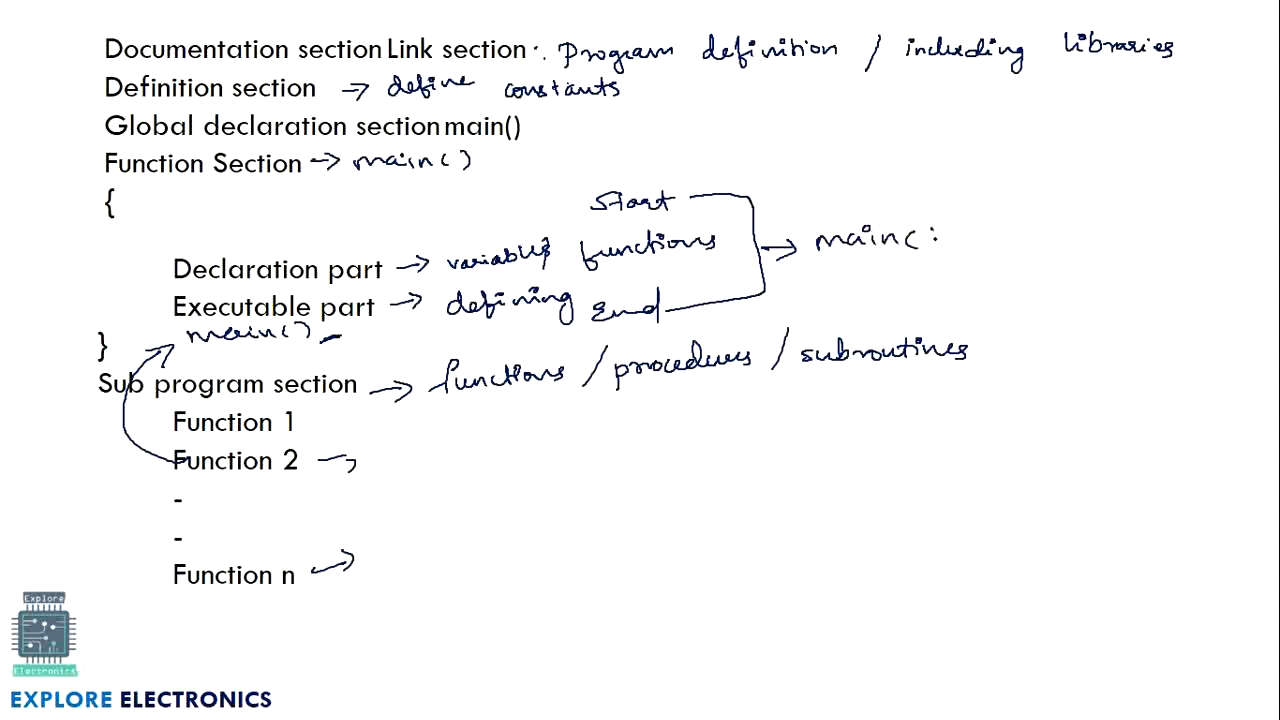 Documentation section Link section :. Program definition / including libraries
Definition section → define constants
Global declaration section main()
Function Section → main()
{
Start
Declaration part → variables functions
→ main( :
Executable part → defining End
main()
}
Sub program section → functions / procedures / subroutines
Function 1
Function 2 →
-
-
Function n →
Explore
Electronics
EXPLORE ELECTRONICS